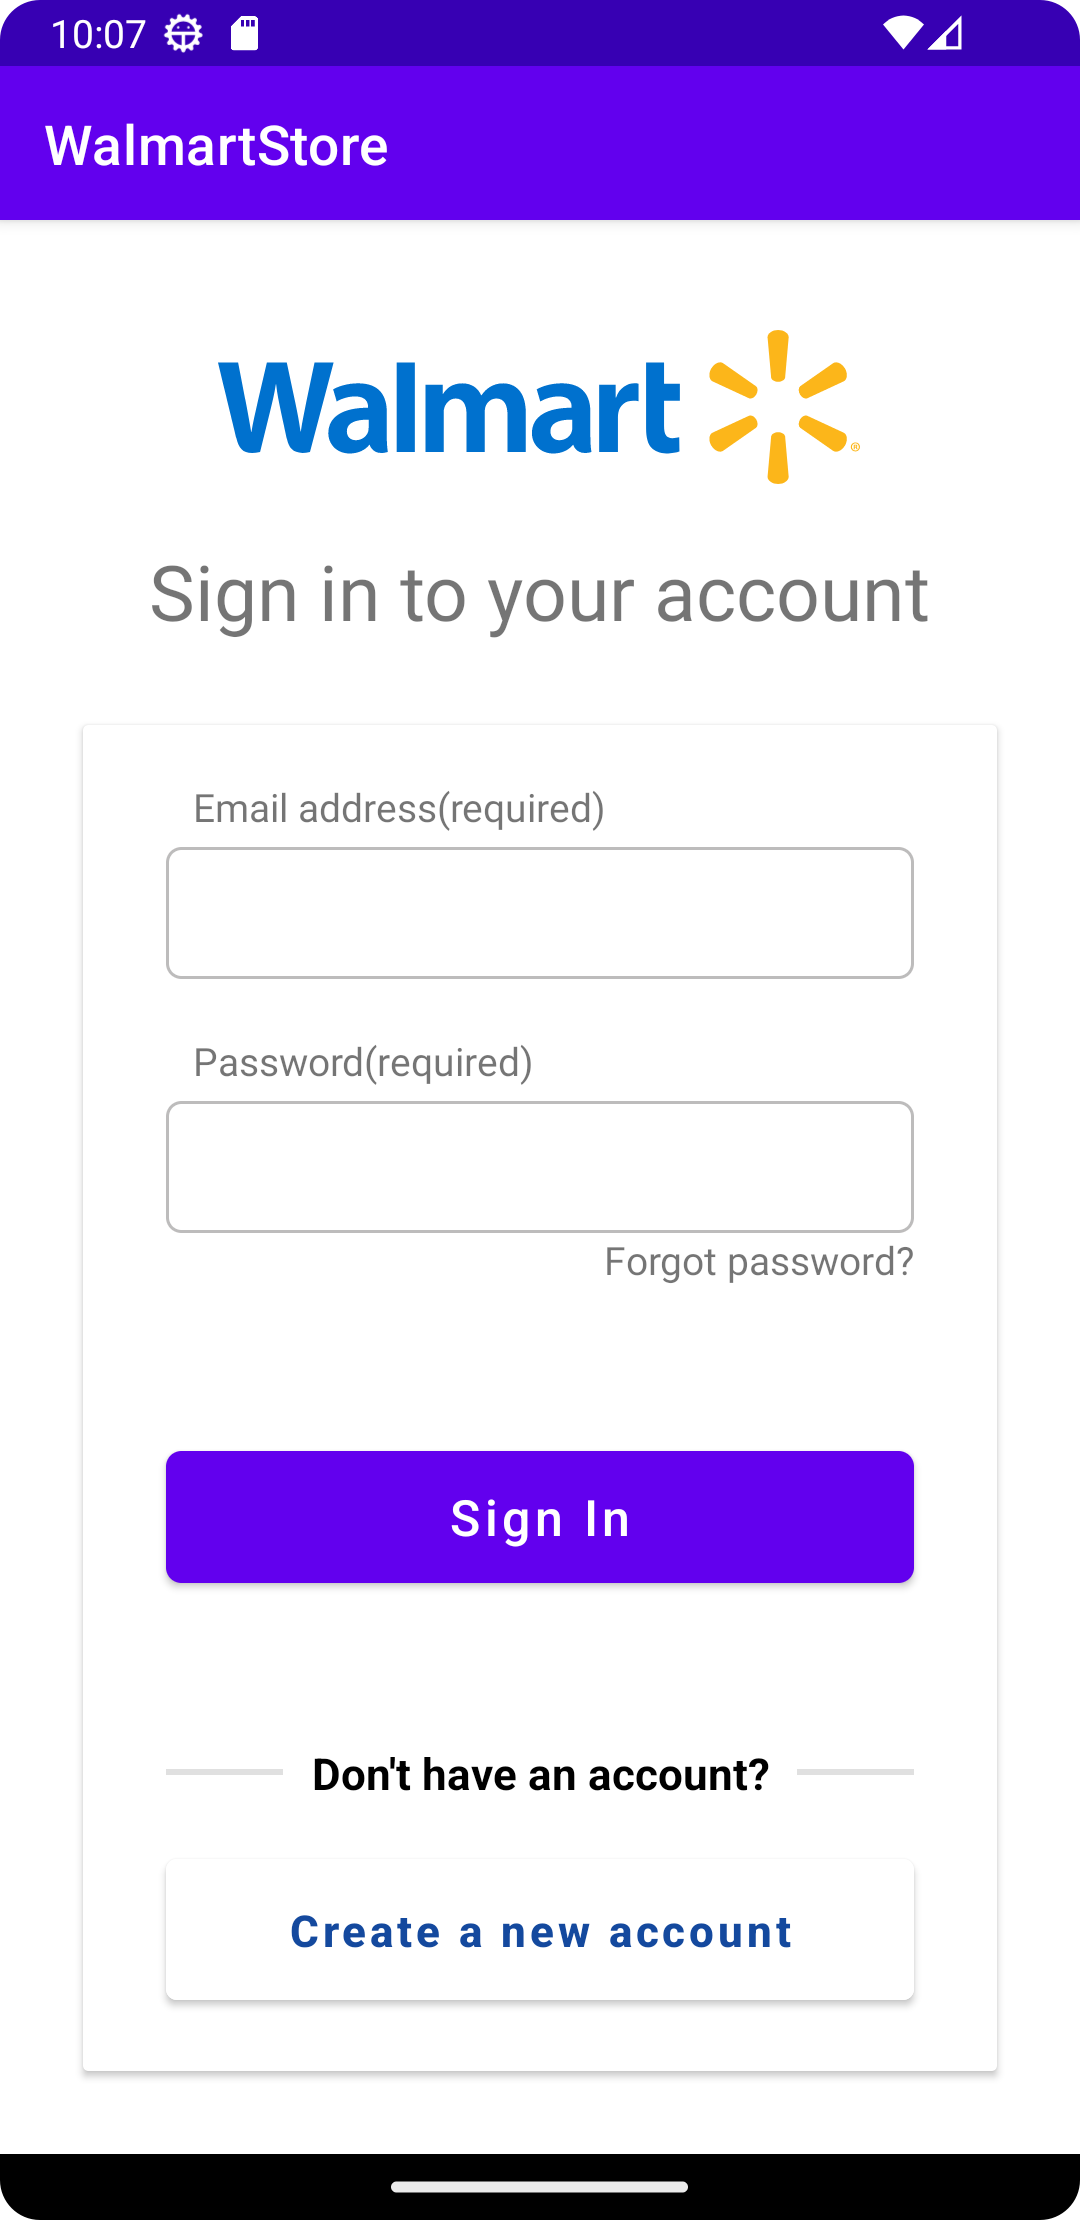 10:07
WalmartStore
Walmart
®
Sign in to your account
Email address(required)
Password(required)
Forgot password?
Sign In
Don't have an account?
Create a new account